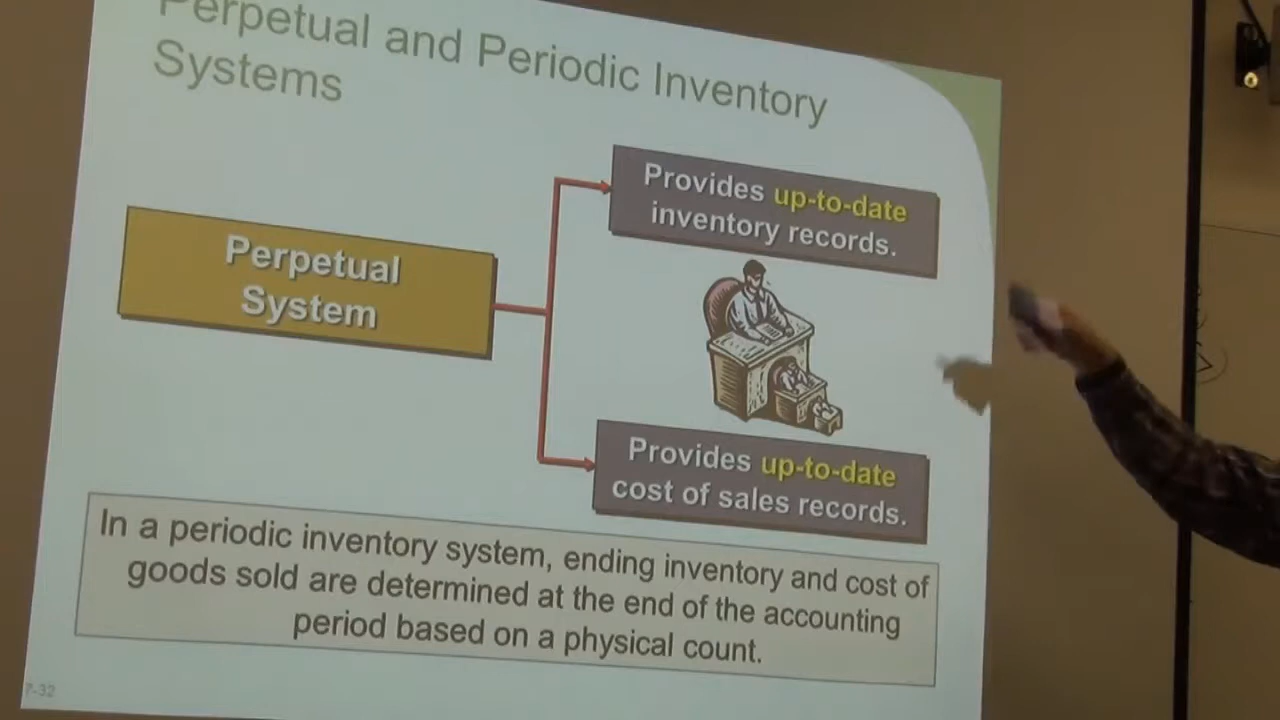 Perpetual and Periodic Inventory
Systems
Provides up-to-date
inventory records.
Perpetual
System
Provides up-to-date
cost of sales records.
In a periodic inventory system, ending inventory and cost of
goods sold are determined at the end of the accounting
period based on a physical count.
7-32